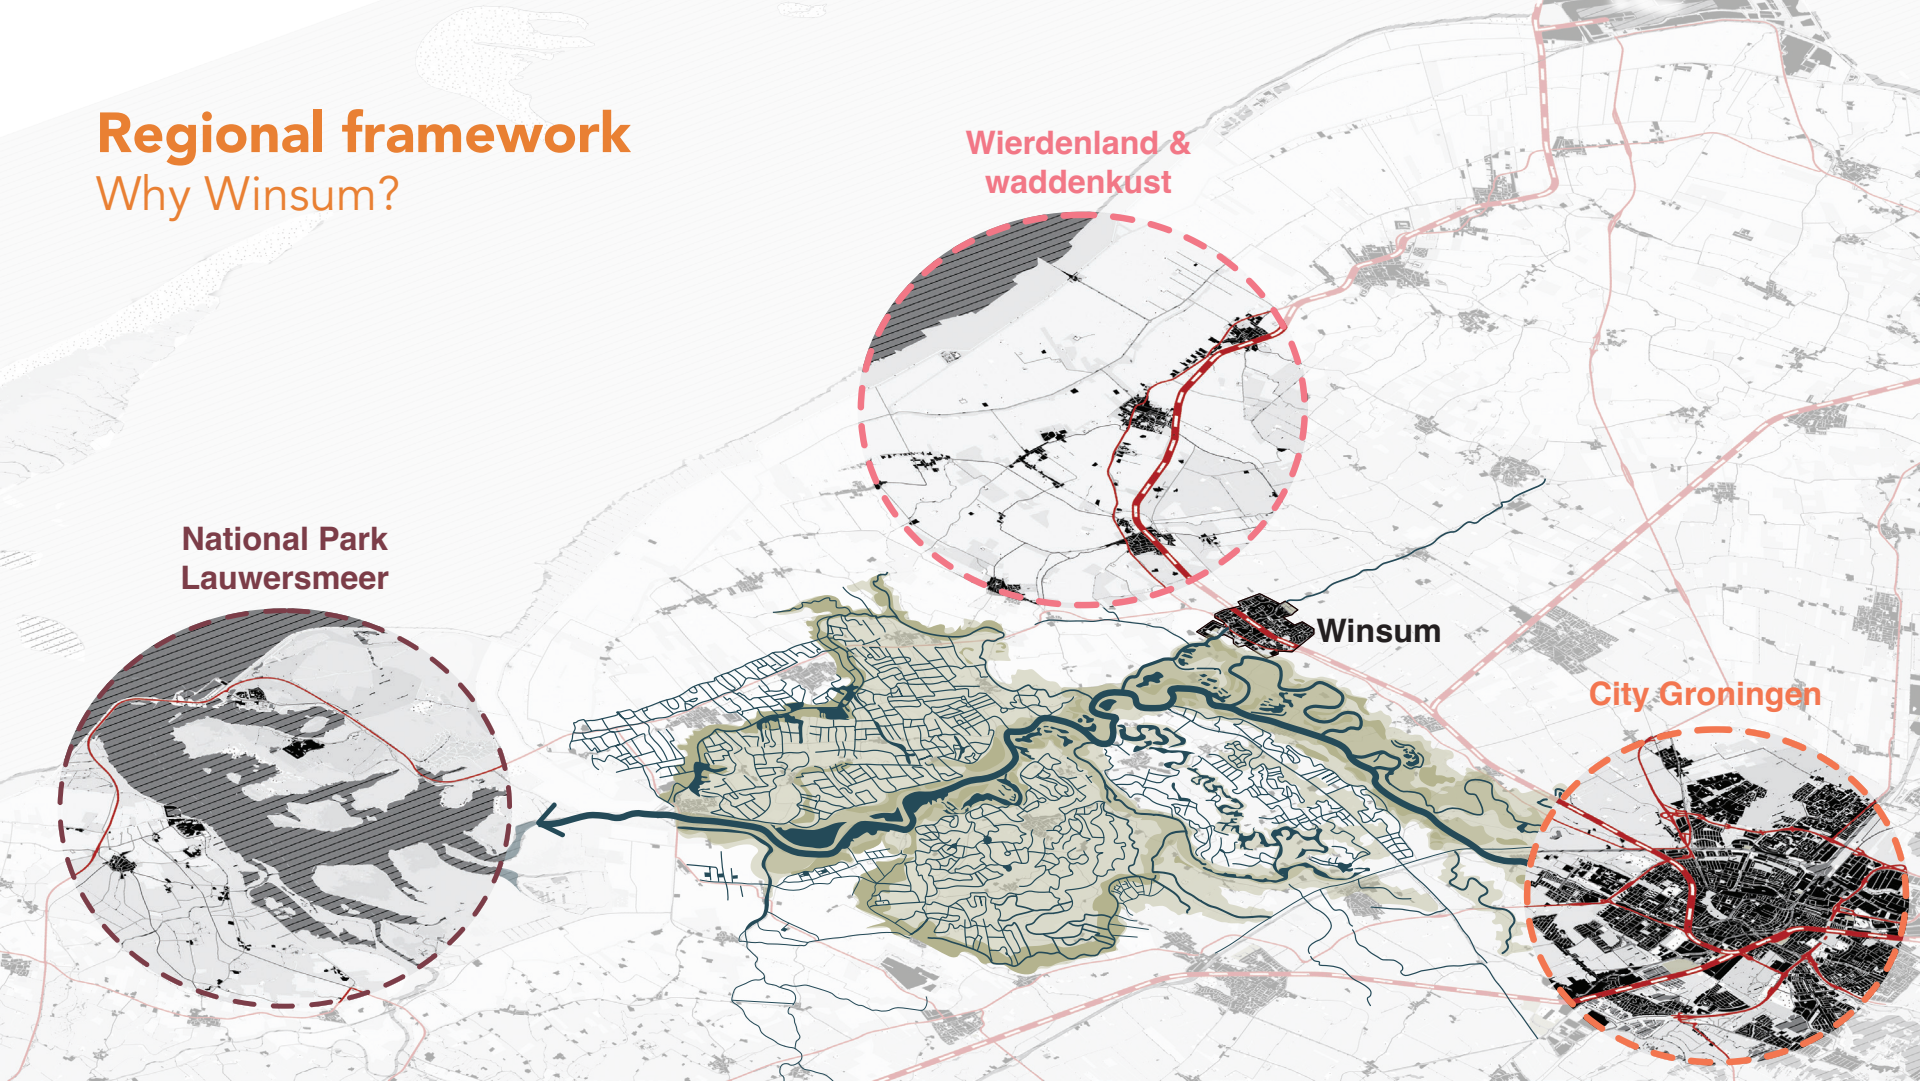 Regional framework
Why Winsum?
Wierdenland &
waddenkust
National Park
Lauwersmeer
Winsum
City Groningen